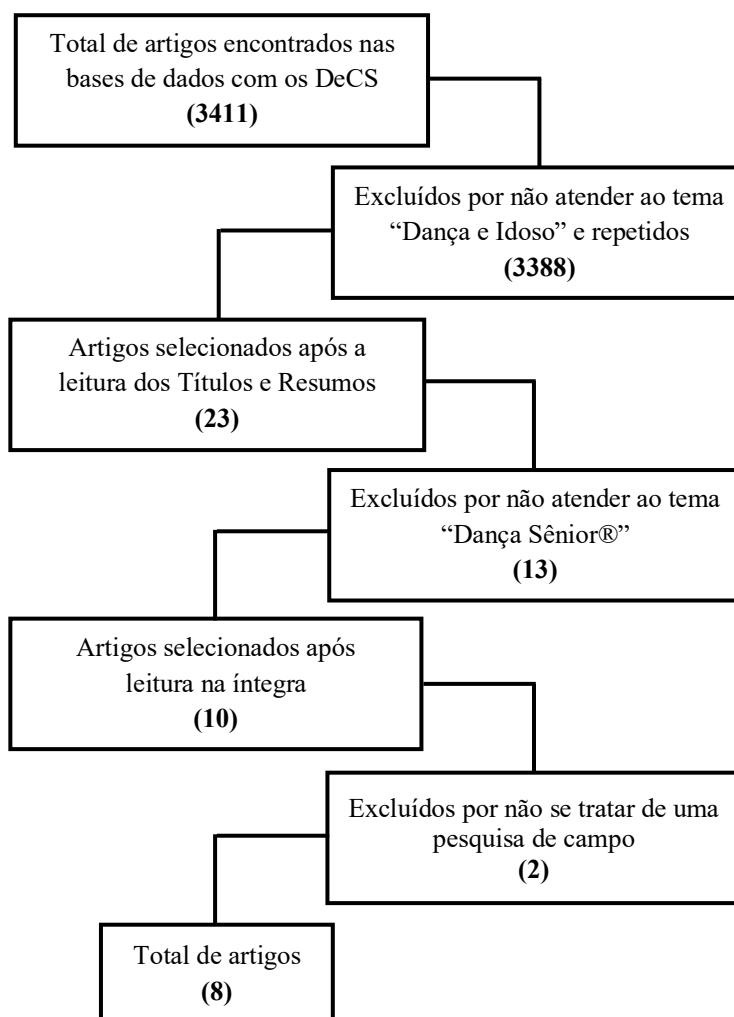 Total de artigos encontrados nas
bases de dados com os DeCS
(3411)
Excluídos por não atender ao tema
“Dança e Idoso” e repetidos
(3388)
Artigos selecionados após a
leitura dos Títulos e Resumos
(23)
Excluídos por não atender ao tema
“Dança Sênior®”
(13)
Artigos selecionados após
leitura na íntegra
(10)
Excluídos por não se tratar de uma
pesquisa de campo
(2)
Total de artigos
(8)